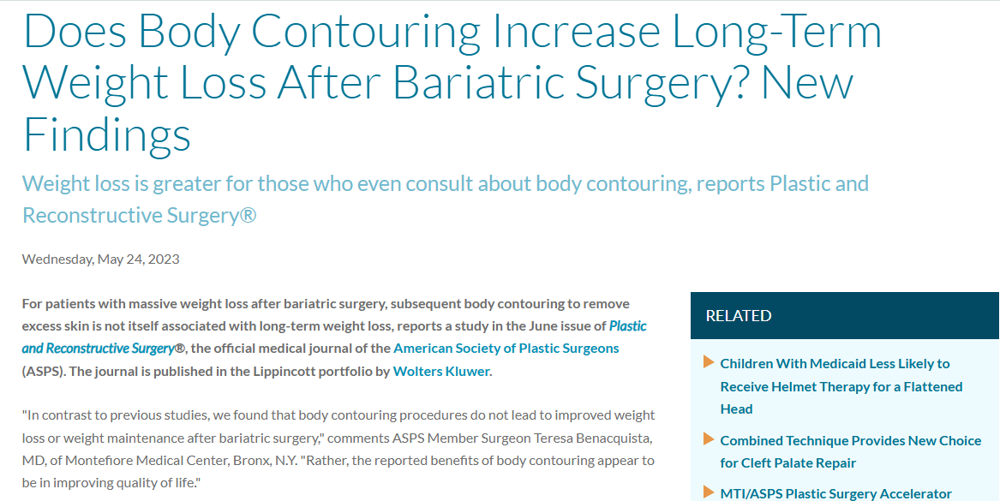 Does Body Contouring Increase Long-Term
Weight Loss After Bariatric Surgery? New
Findings
Weight loss is greater for those who even consult about body contouring, reports Plastic and
Reconstructive Surgery®
Wednesday, May 24, 2023
For patients with massive weight loss after bariatric surgery, subsequent body contouring to remove
excess skin is not itself associated with long-term weight loss, reports a study in the June issue of Plastic
and Reconstructive Surgery®, the official medical journal of the American Society of Plastic Surgeons
(ASPS). The journal is published in the Lippincott portfolio by Wolters Kluwer.
"In contrast to previous studies, we found that body contouring procedures do not lead to improved weight
loss or weight maintenance after bariatric surgery," comments ASPS Member Surgeon Teresa Benacquista,
MD, of Montefiore Medical Center, Bronx, N.Y. "Rather, the reported benefits of body contouring appear to
be in improving quality of life."
RELATED
Children With Medicaid Less Likely to
Receive Helmet Therapy for a Flattened
Head
Combined Technique Provides New Choice
for Cleft Palate Repair
MTI/ASPS Plastic Surgery Accelerator